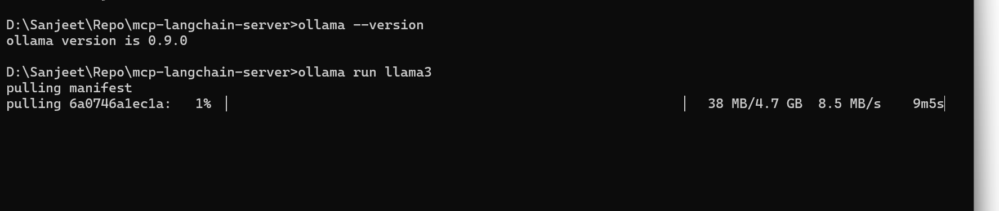 D:\Sanjeet\Repo\mcp-langchain-server>ollama --version
ollama version is 0.9.0
D:\Sanjeet\Repo\mcp-langchain-server>ollama run llama3
pulling manifest
pulling 6a0746a1ec1a:   1% |                                                          |   38 MB/4.7 GB  8.5 MB/s    9m5s